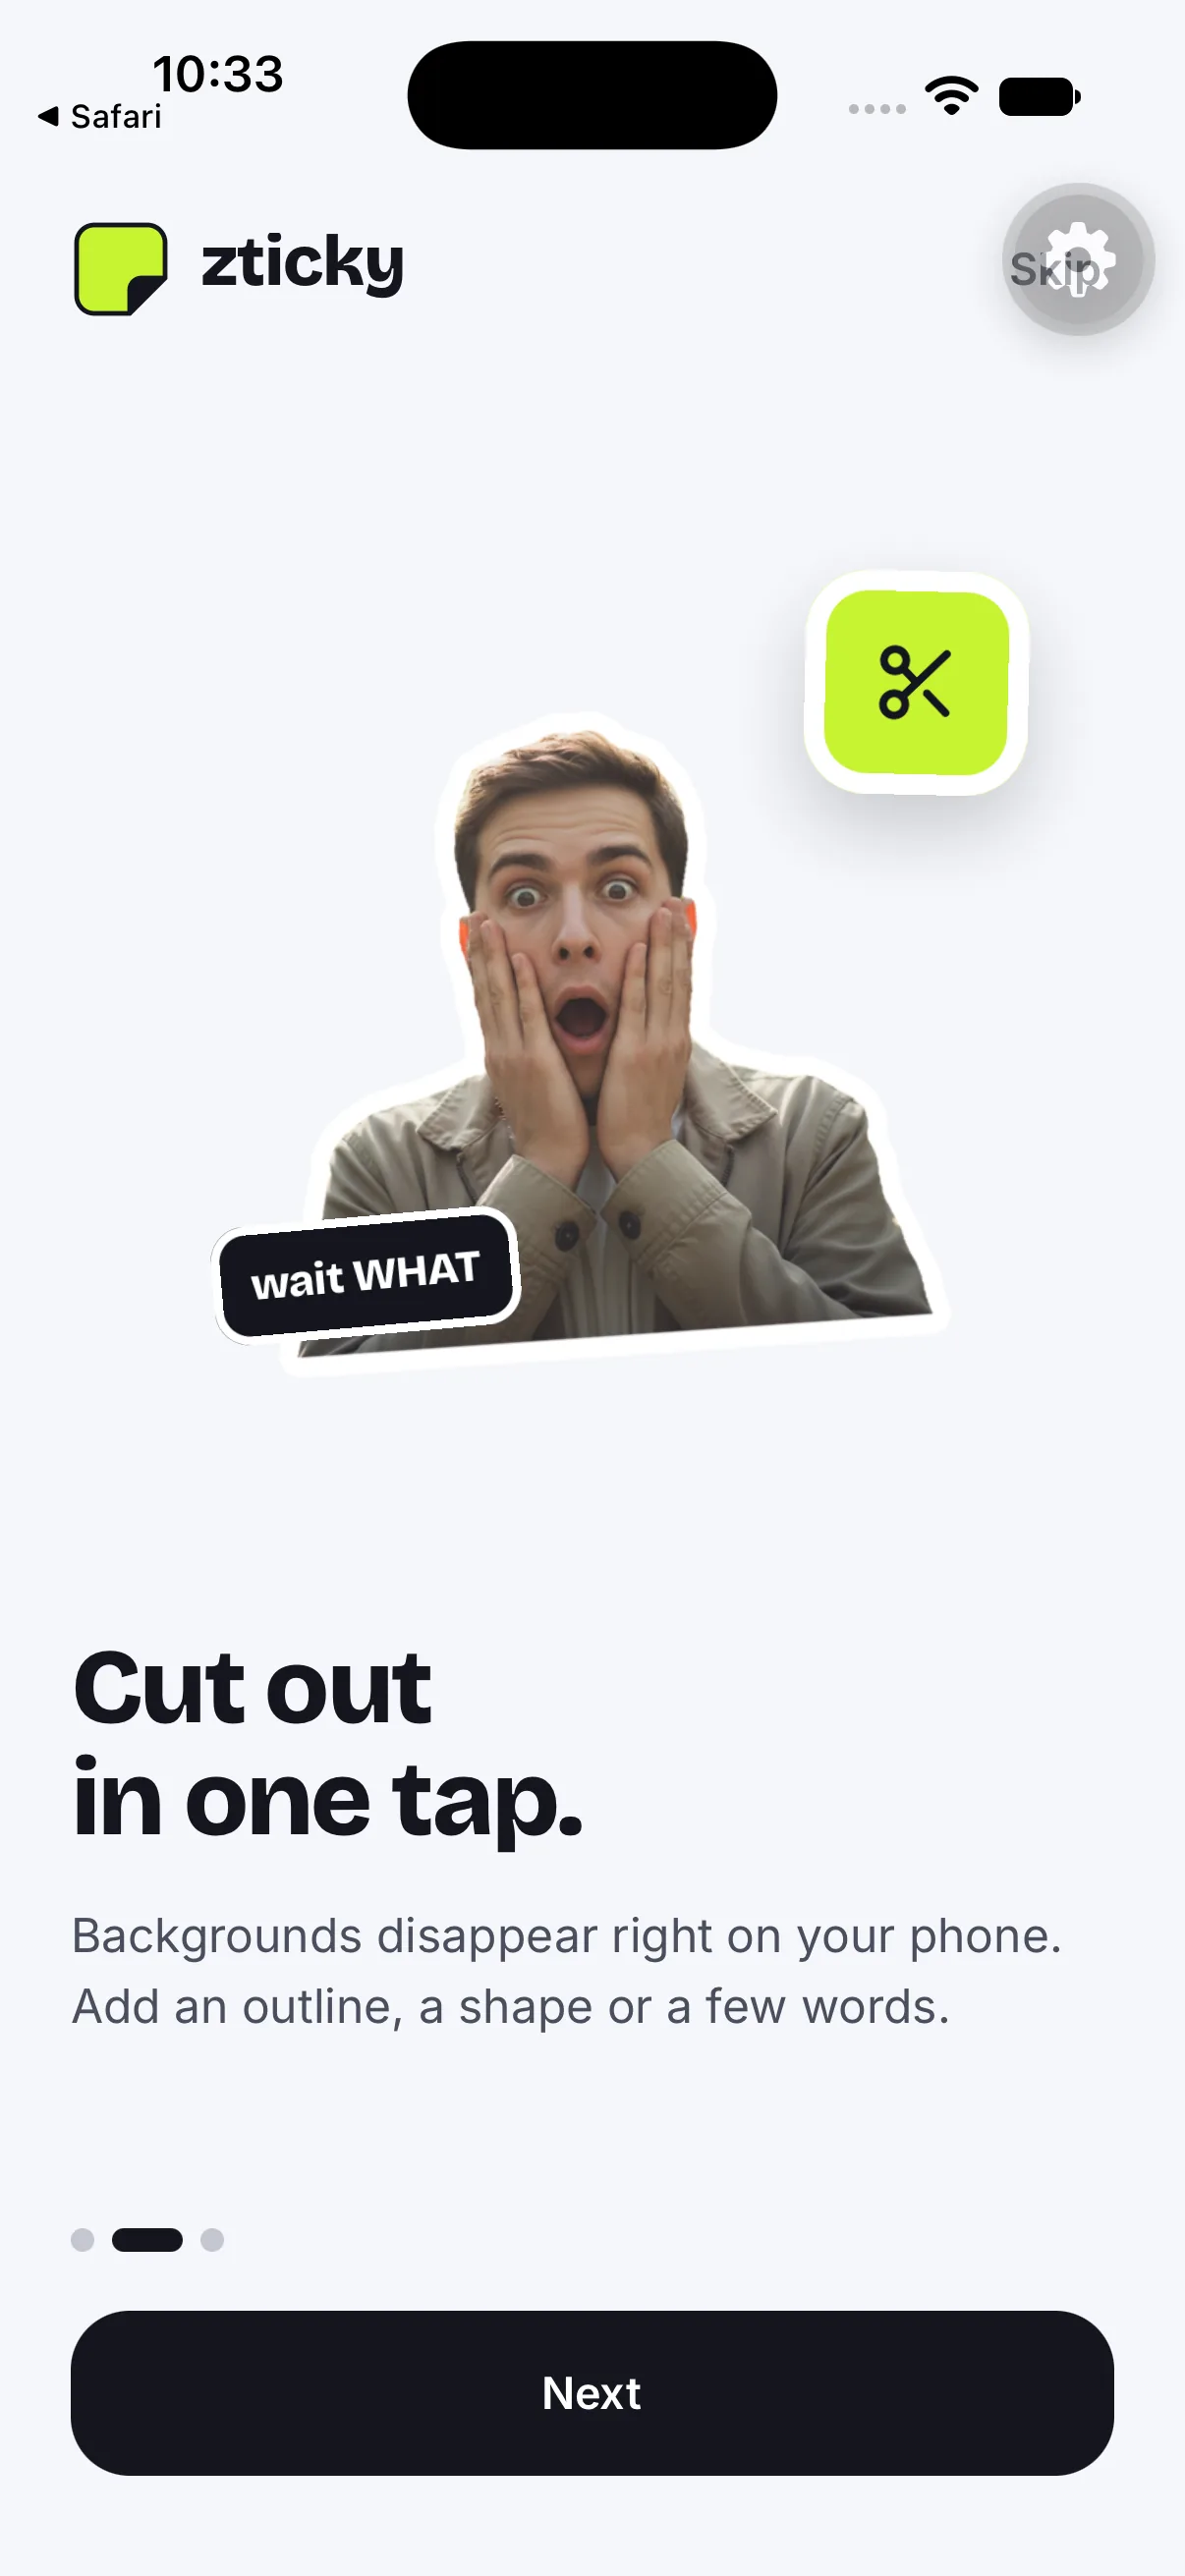 10:33
Safari
zticky
Skip
wait WHAT
Cut out
in one tap.
Backgrounds disappear right on your phone.
Add an outline, a shape or a few words.
Next